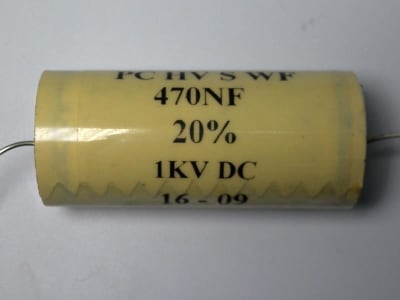 PC HV S WF
470NF
20%
1KV DC
16 - 09